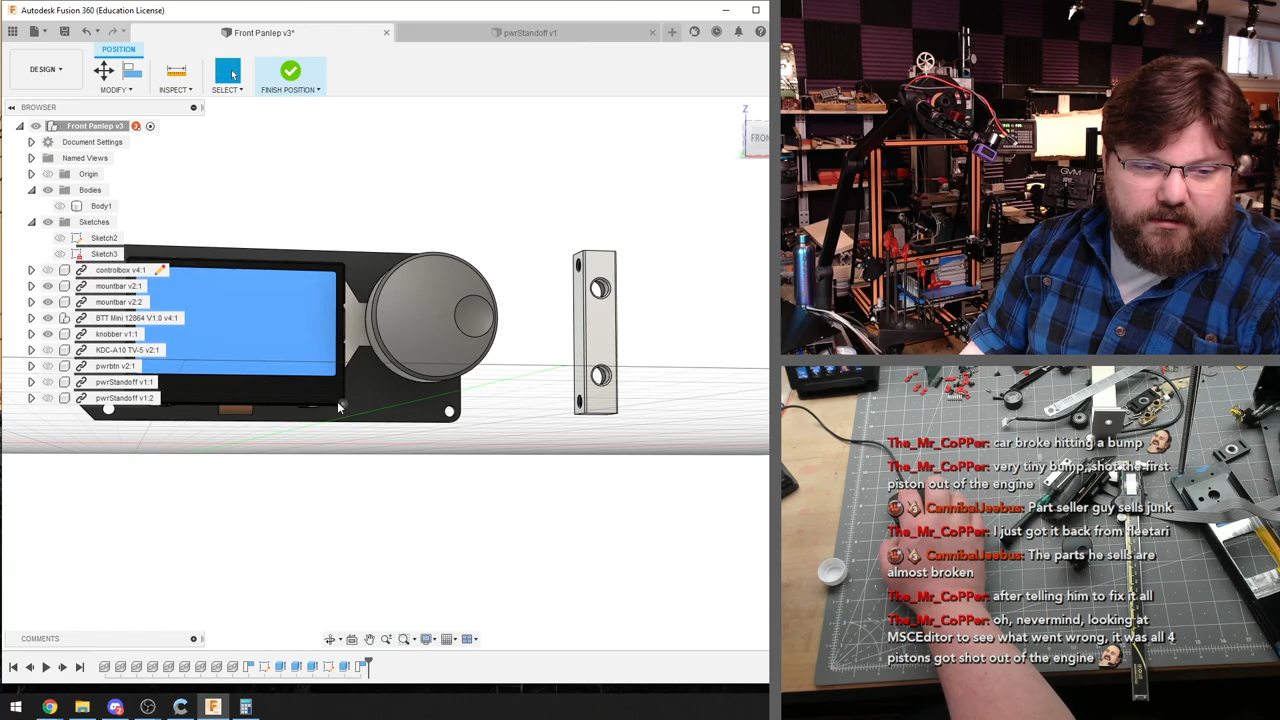 Autodesk Fusion 360 (Education License)
Front Panlep v3*
pwrStandoff v1
POSITION
DESIGN
MODIFY
INSPECT
SELECT
FINISH POSITION
BROWSER
Front Panlep v3
Document Settings
Named Views
Origin
Bodies
Body1
Sketches
Sketch2
Sketch3
controlbox v4:1
mountbar v2:1
mountbar v2:2
BTT Mini 12864 V1.0 v4:1
knobber v1:1
KDC-A10 TV-5 v2:1
pwrbtn v2:1
pwrStandoff v1:1
pwrStandoff v1:2
Z
FRON
COMMENTS
GVM
The_Mr_CoPPer: car broke hitting a bump
The_Mr_CoPPer: very tiny bump, shot the first
piston out of the engine
CannibalJeebus: Part seller guy sells junk
The_Mr_CoPPer: I just got it back from fleetari
CannibalJeebus: The parts he sells are
almost broken
The_Mr_CoPPer: after telling him to fix it all
The_Mr_CoPPer: oh, nevermind, looking at
MSCEditor to see what went wrong, it was all 4
pistons got shot out of the engine